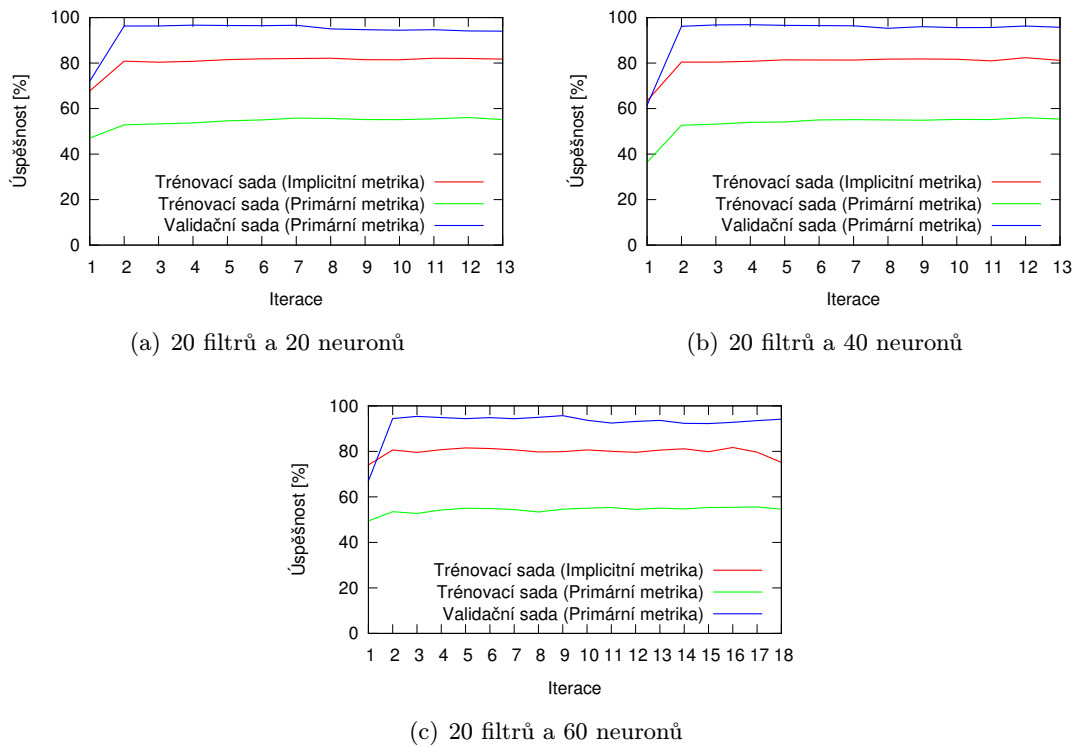 100
80
60
40
20
0
Úspěšnost [%]
Trénovací sada (Implicitní metrika)
Trénovací sada (Primární metrika)
Validační sada (Primární metrika)
1 2 3 4 5 6 7 8 9 10 11 12 13
Iterace
(a) 20 filtrů a 20 neuronů
100
80
60
40
20
0
Úspěšnost [%]
Trénovací sada (Implicitní metrika)
Trénovací sada (Primární metrika)
Validační sada (Primární metrika)
1 2 3 4 5 6 7 8 9 10 11 12 13
Iterace
(b) 20 filtrů a 40 neuronů
100
80
60
40
20
0
Úspěšnost [%]
Trénovací sada (Implicitní metrika)
Trénovací sada (Primární metrika)
Validační sada (Primární metrika)
1 2 3 4 5 6 7 8 9 10 11 12 13 14 15 16 17 18
Iterace
(c) 20 filtrů a 60 neuronů